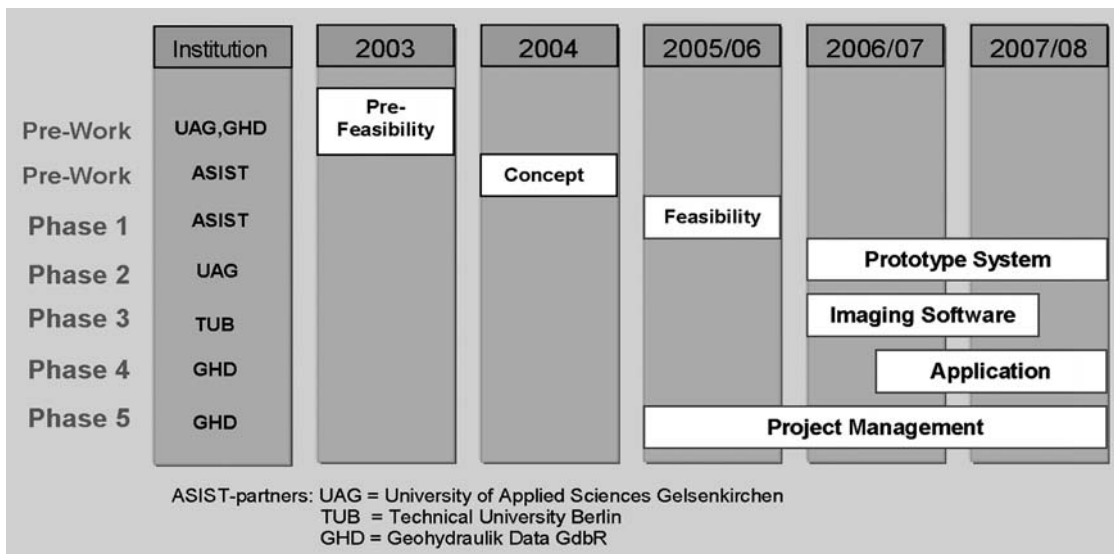 Institution 2003 2004 2005/06 2006/07 2007/08
Pre-Work UAG,GHD Pre-
Feasibility
Pre-Work ASIST Concept
Phase 1 ASIST Feasibility
Phase 2 UAG Prototype System
Phase 3 TUB Imaging Software
Phase 4 GHD Application
Phase 5 GHD Project Management
ASIST-partners: UAG = University of Applied Sciences Gelsenkirchen
TUB = Technical University Berlin
GHD = Geohydraulik Data GdbR